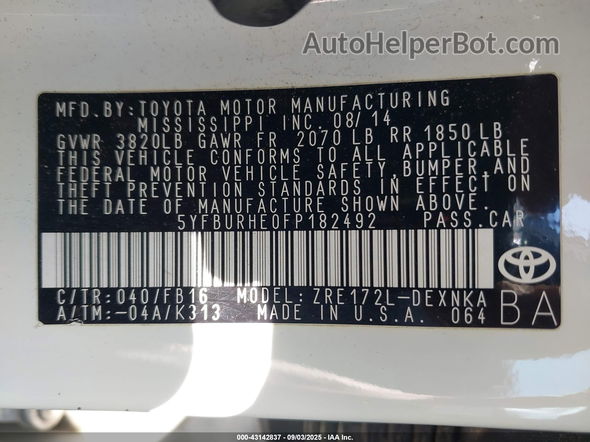 AutoHelperBot.com
MFD.BY:TOYOTA MOTOR MANUFACTURING
MISSISSIPPI INC. 08/14
GVWR 3820LB GAWR FR 2070 LB RR 1850 LB
THIS VEHICLE CONFORMS TO ALL APPLICABLE
FEDERAL MOTOR VEHICLE SAFETY,BUMPER,AND
THEFT PREVENTION STANDARDS IN EFFECT ON
THE DATE OF MANUFACTURE SHOWN ABOVE.
5YFBURHE0FP182492 PASS.CAR
C/TR: 040/FB16 MODEL: ZRE172L-DEXNKA
A/TM:-04A/K313 MADE IN U.S.A. 064 BA
000-43142837 - 09/03/2025 - IAA Inc.